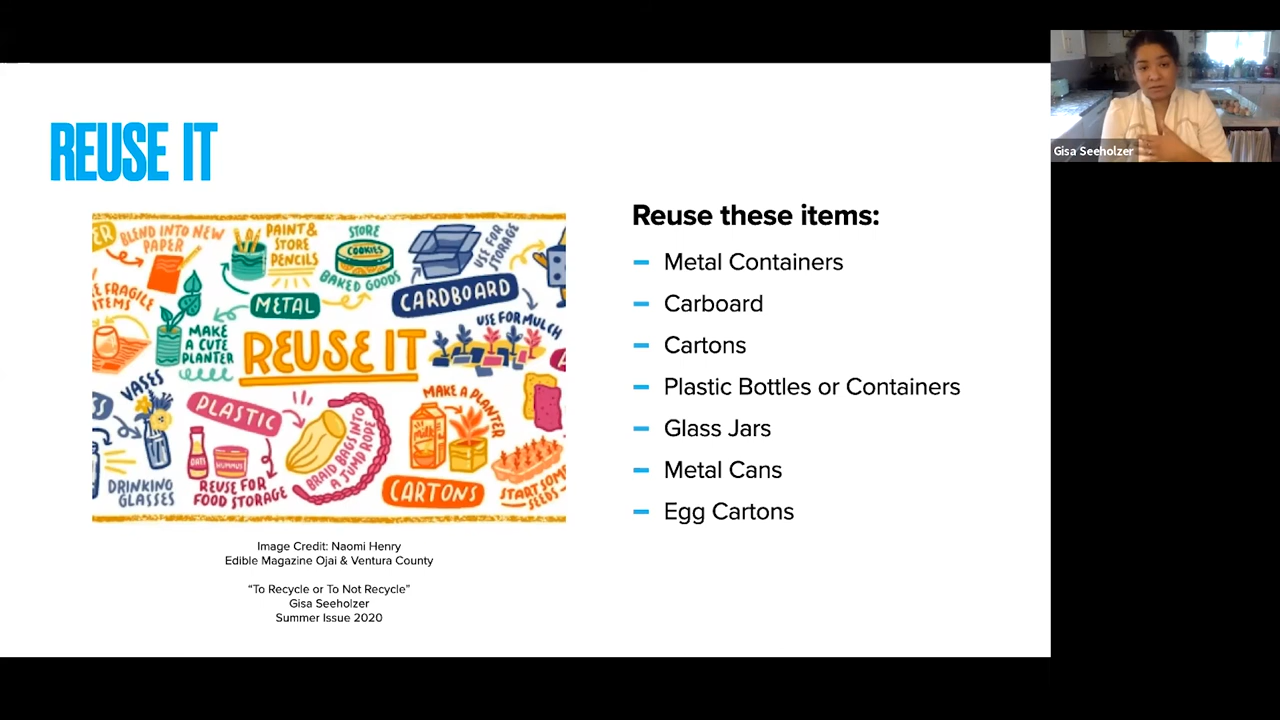 REUSE IT
BLEND INTO NEW
PAPER
PAINT &
STORE
PENCILS
STORE
COOKIES
BAKED GOODS
USE FOR
STORAGE
FRAGILE
ITEMS
METAL
CARDBOARD
MAKE
A CUTE
PLANTER
REUSE IT
USE FOR MULCH
VASES
PLASTIC
MAKE A PLANTER
milk
OATS
HUMMUS
BRAID BAGS INTO
A JUMP ROPE
DRINKING
GLASSES
REUSE FOR
FOOD STORAGE
CARTONS
START SOME
SEEDS
Image Credit: Naomi Henry
Edible Magazine Ojai & Ventura County
“To Recycle or To Not Recycle”
Gisa Seeholzer
Summer Issue 2020
Reuse these items:
Metal Containers
Carboard
Cartons
Plastic Bottles or Containers
Glass Jars
Metal Cans
Egg Cartons
Gisa Seeholzer